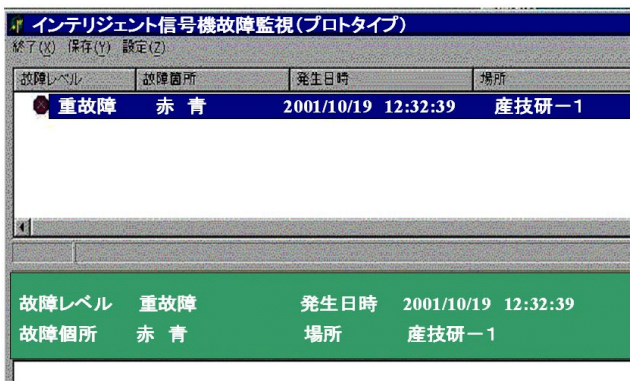 インテリジェント信号機故障監視(プロトタイプ)
終了(X) 保存(Y) 設定(Z)
故障レベル 故障箇所 発生日時 場所
重故障 赤 青 2001/10/19 12:32:39 産技研－1
故障レベル 重故障 発生日時 2001/10/19 12:32:39
故障個所 赤 青 場所 産技研－1